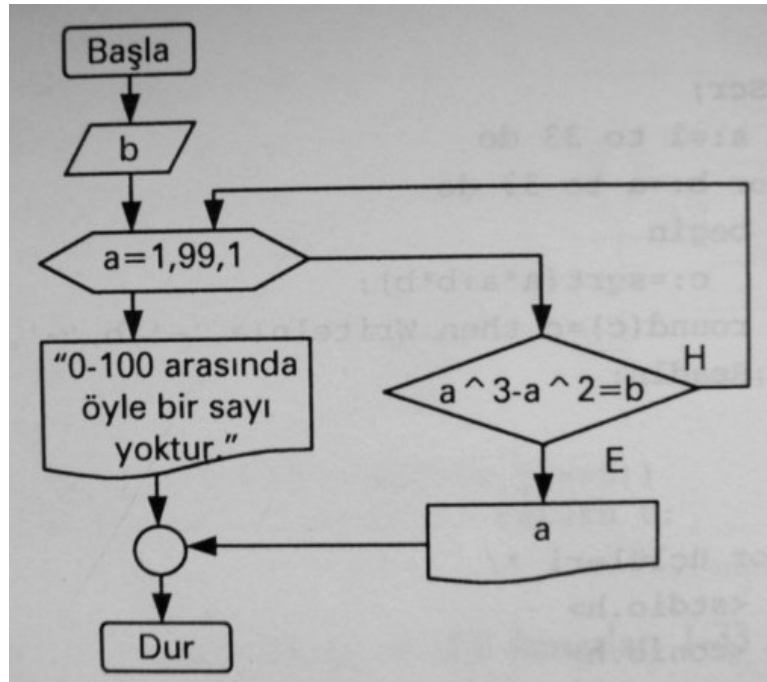 Başla
b
a=1,99,1
"0-100 arasında
öyle bir sayı
yoktur."
a ^ 3-a ^ 2=b
H
E
a
Dur